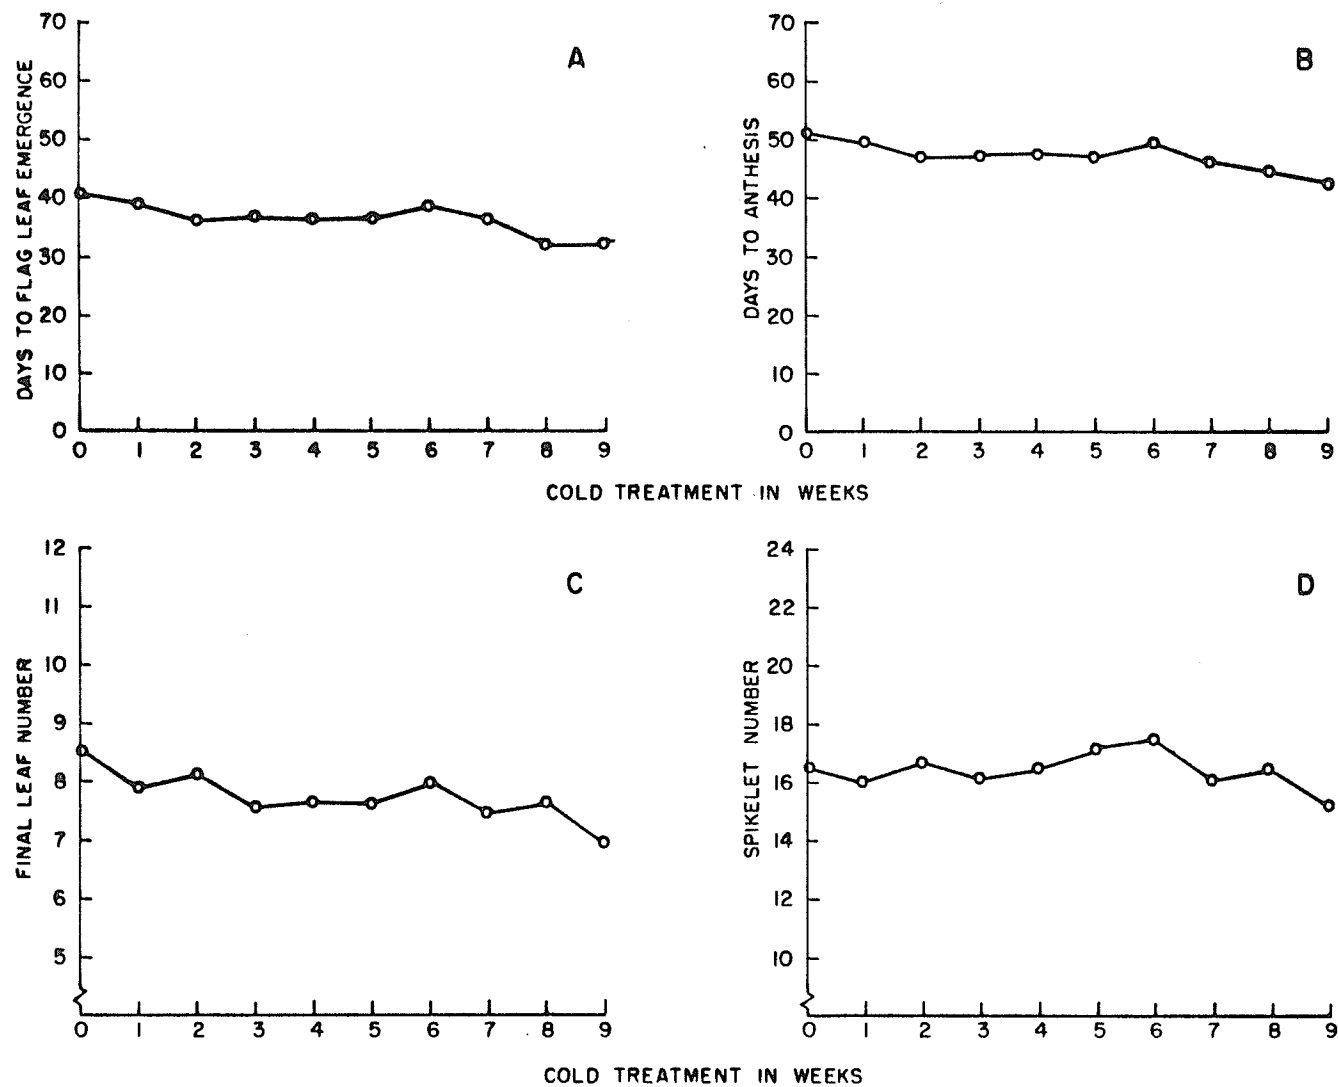 A
DAYS TO FLAG LEAF EMERGENCE
70
60
50
40
30
20
10
0
0 1 2 3 4 5 6 7 8 9
B
DAYS TO ANTHESIS
70
60
50
40
30
20
10
0
0 1 2 3 4 5 6 7 8 9
COLD TREATMENT IN WEEKS
C
FINAL LEAF NUMBER
12
11
10
9
8
7
6
5
0 1 2 3 4 5 6 7 8 9
D
SPIKELET NUMBER
24
22
20
18
16
14
12
10
0 1 2 3 4 5 6 7 8 9
COLD TREATMENT IN WEEKS